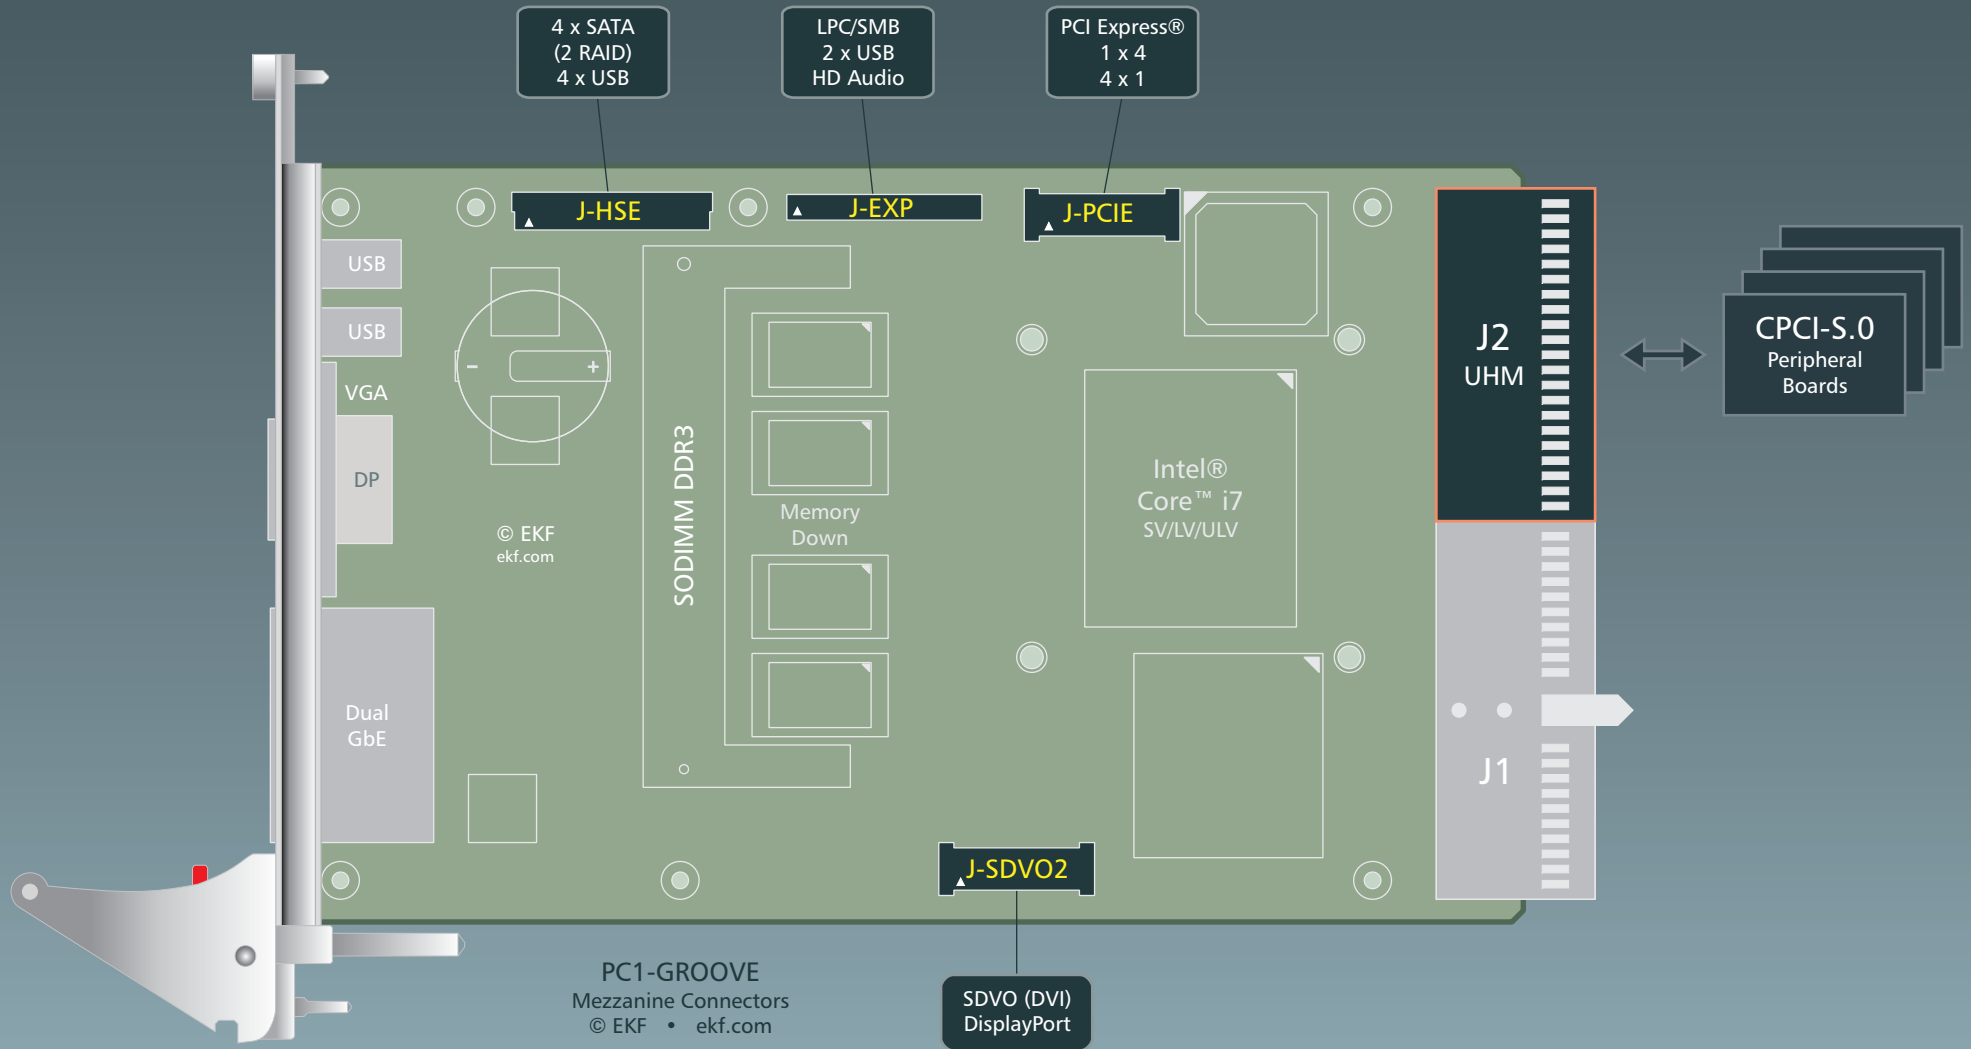 4 x SATA
(2 RAID)
4 x USB
LPC/SMB
2 x USB
HD Audio
PCI Express®
1 x 4
4 x 1
J-HSE
J-EXP
J-PCIE
USB
USB
VGA
DP
Dual
GbE
-
+
© EKF
ekf.com
SODIMM DDR3
Memory
Down
Intel®
Core™ i7
SV/LV/ULV
J2
UHM
J1
CPCI-S.0
Peripheral
Boards
J-SDVO2
SDVO (DVI)
DisplayPort
PC1-GROOVE
Mezzanine Connectors
© EKF • ekf.com